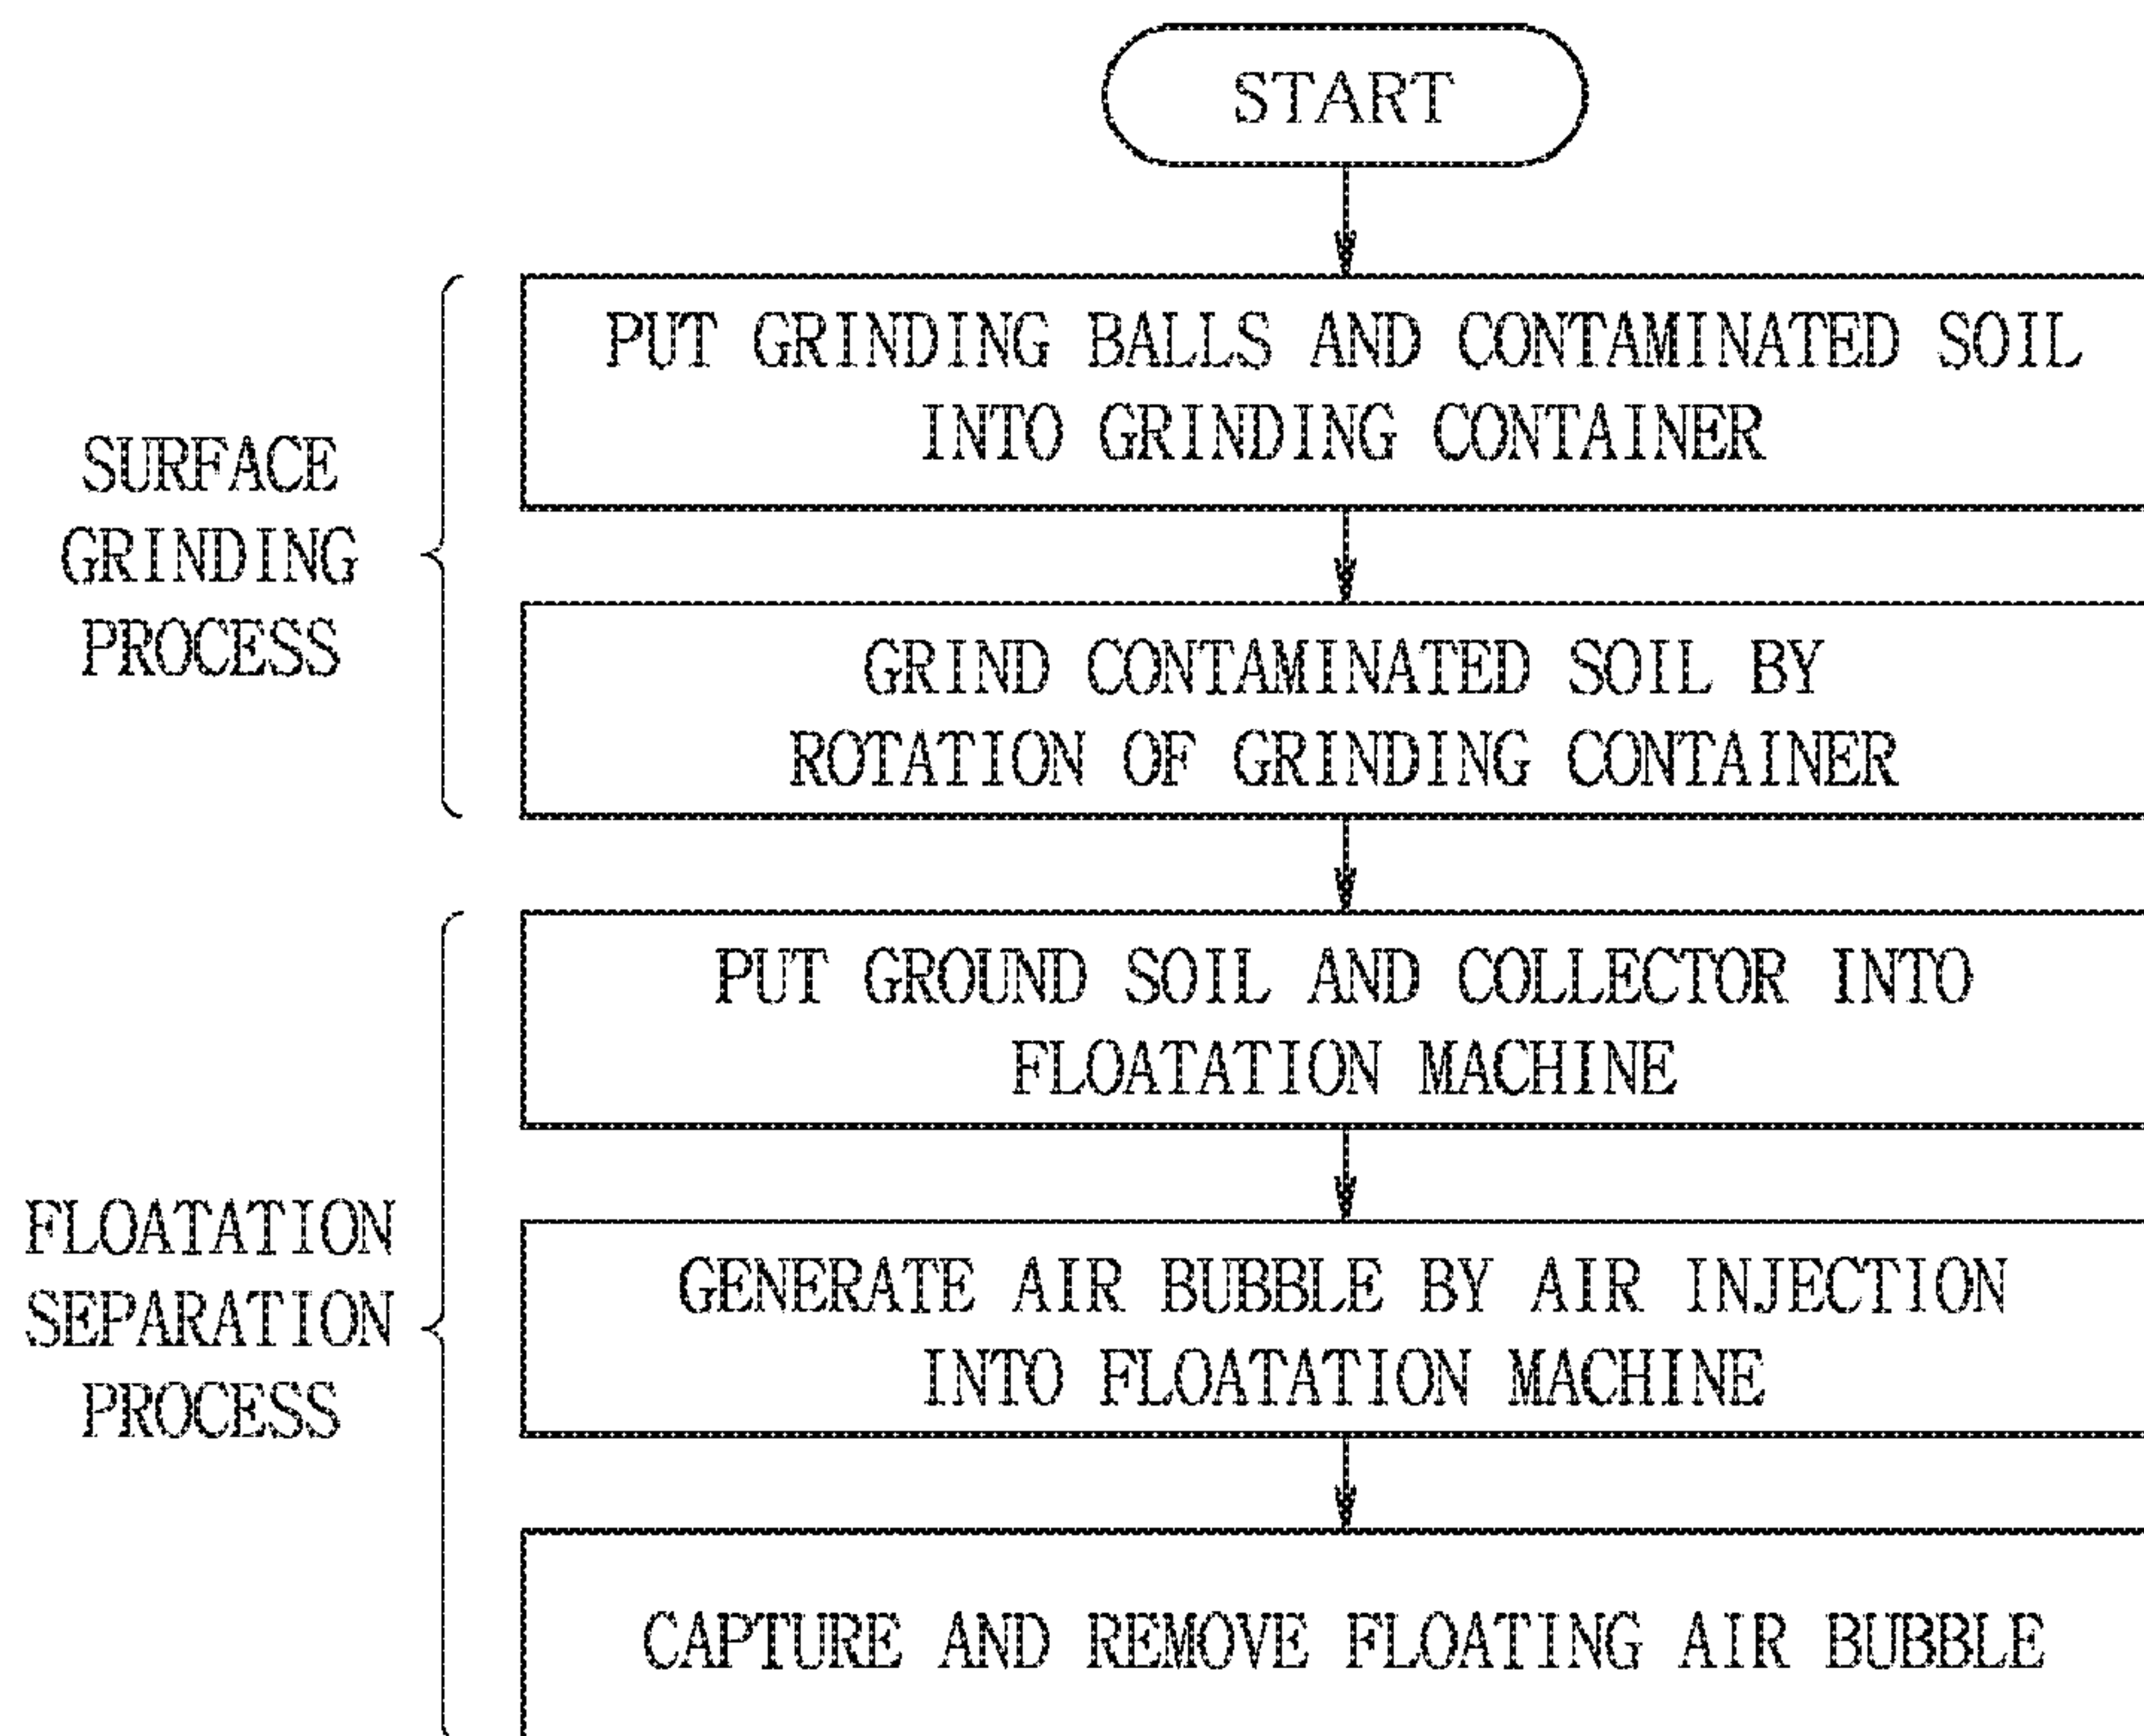 START
PUT GRINDING BALLS AND CONTAMINATED SOIL
INTO GRINDING CONTAINER
SURFACE
GRINDING
PROCESS
GRIND CONTAMINATED SOIL BY
ROTATION OF GRINDING CONTAINER
PUT GROUND SOIL AND COLLECTOR INTO
FLOATATION MACHINE
FLOATATION
SEPARATION
PROCESS
GENERATE AIR BUBBLE BY AIR INJECTION
INTO FLOATATION MACHINE
CAPTURE AND REMOVE FLOATING AIR BUBBLE